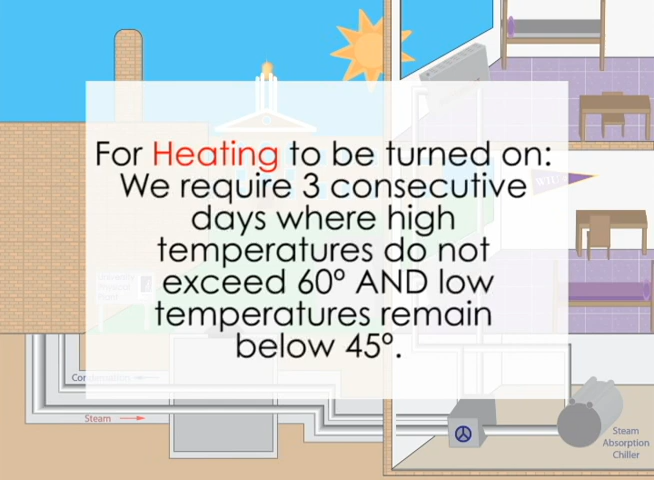 For Heating to be turned on:
We require 3 consecutive
days where high
temperatures do not
exceed 60º AND low
temperatures remain
below 45º.
Steam
Steam
Absorption
Chiller